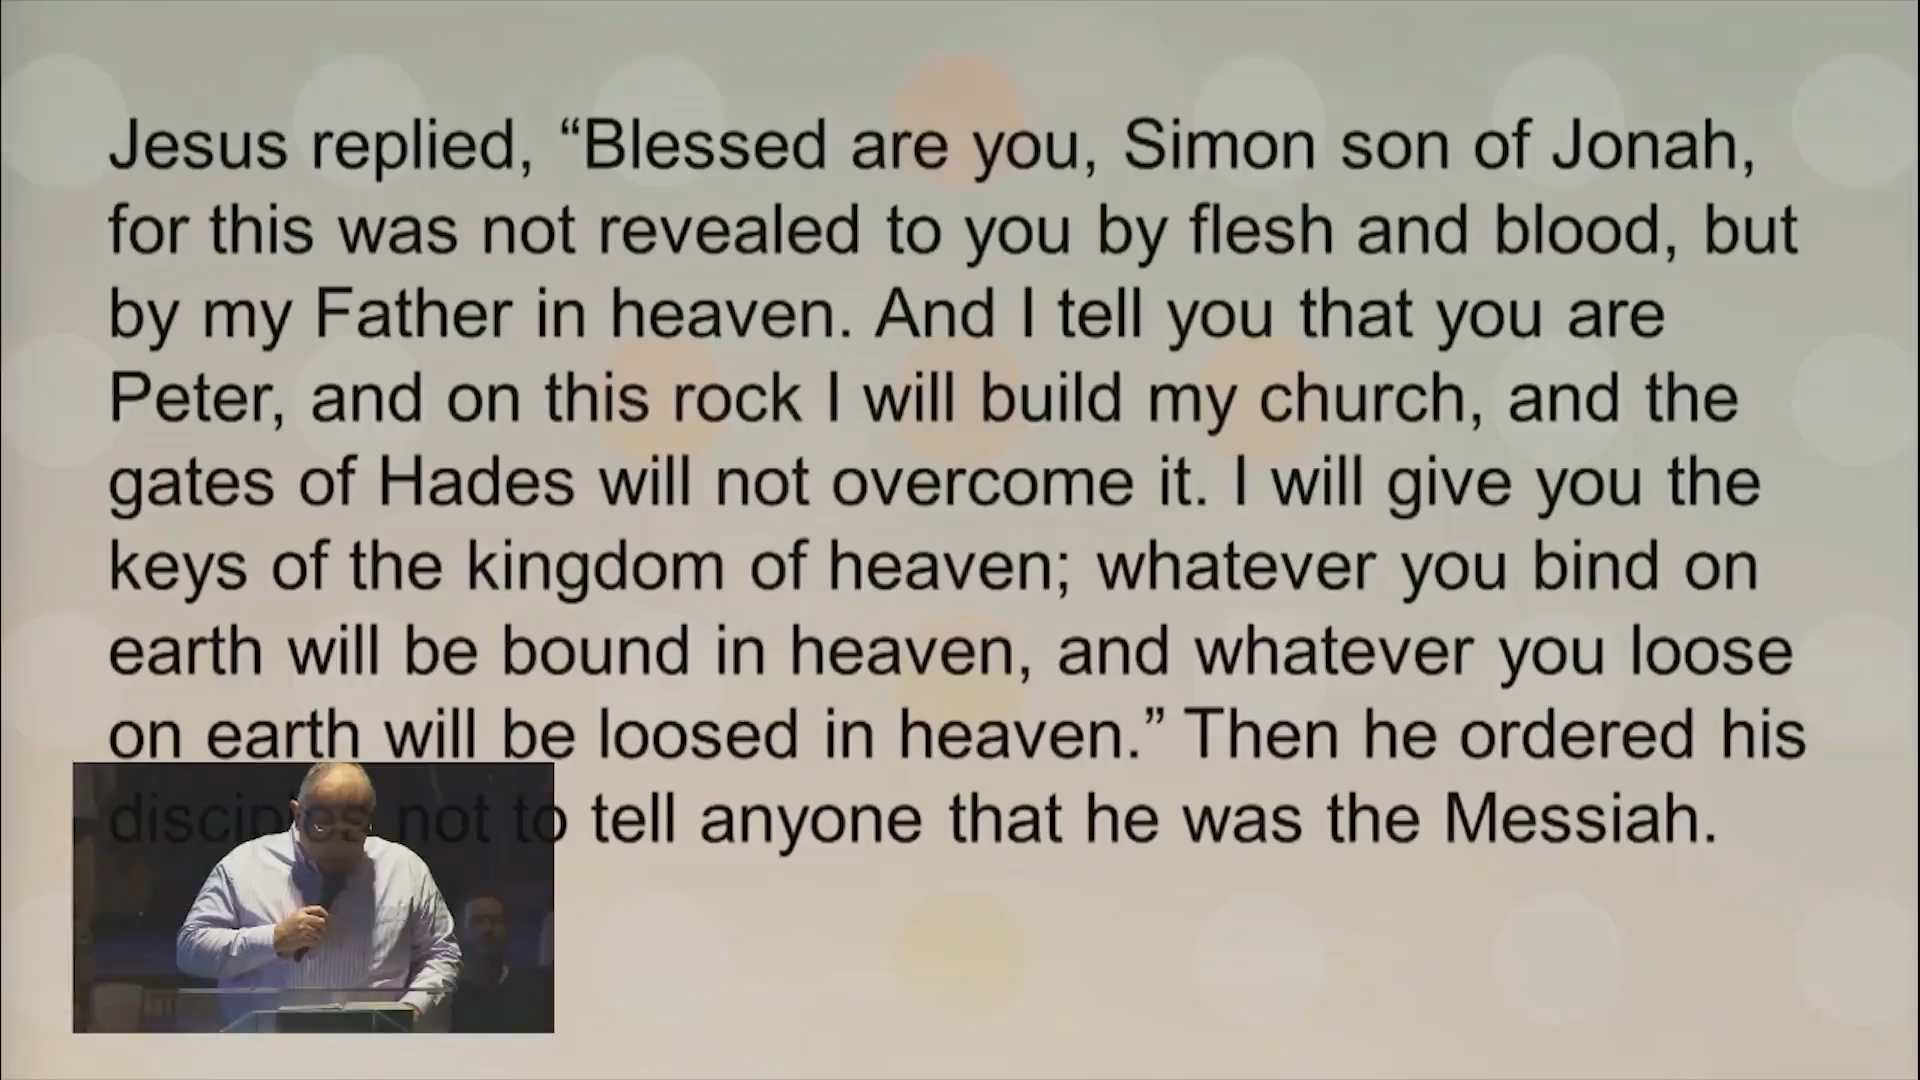 Jesus replied, “Blessed are you, Simon son of Jonah,
for this was not revealed to you by flesh and blood, but
by my Father in heaven. And I tell you that you are
Peter, and on this rock I will build my church, and the
gates of Hades will not overcome it. I will give you the
keys of the kingdom of heaven; whatever you bind on
earth will be bound in heaven, and whatever you loose
on earth will be loosed in heaven.” Then he ordered his
disciples not to tell anyone that he was the Messiah.